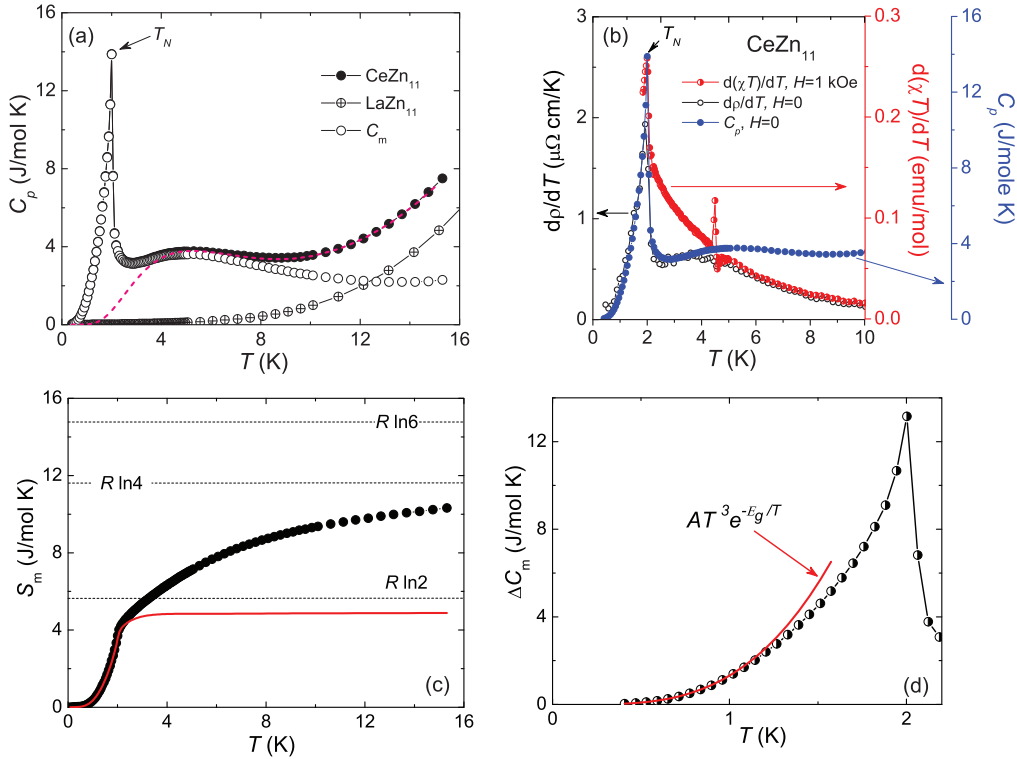 (a)
T_N
CeZn11
LaZn11
C_m
C_p (J/mol K)
16
12
8
4
0
0 4 8 12 16
T (K)
(b)
T_N
CeZn11
d(χT)/dT, H=1 kOe
dρ/dT, H=0
C_p, H=0
dρ/dT (μΩ cm/K)
3
2
1
0
0 2 4 6 8 10
T (K)
d(χT)/dT (emu/mol)
0.3
0.2
0.1
0.0
C_p (J/mole K)
16
12
8
4
0
S_m (J/mol K)
16
12
8
4
0
R ln6
R ln4
R ln2
(c)
0 4 8 12 16
T (K)
ΔC_m (J/mol K)
12
8
4
0
AT^3e^-Eg/T
(d)
1 2
T (K)